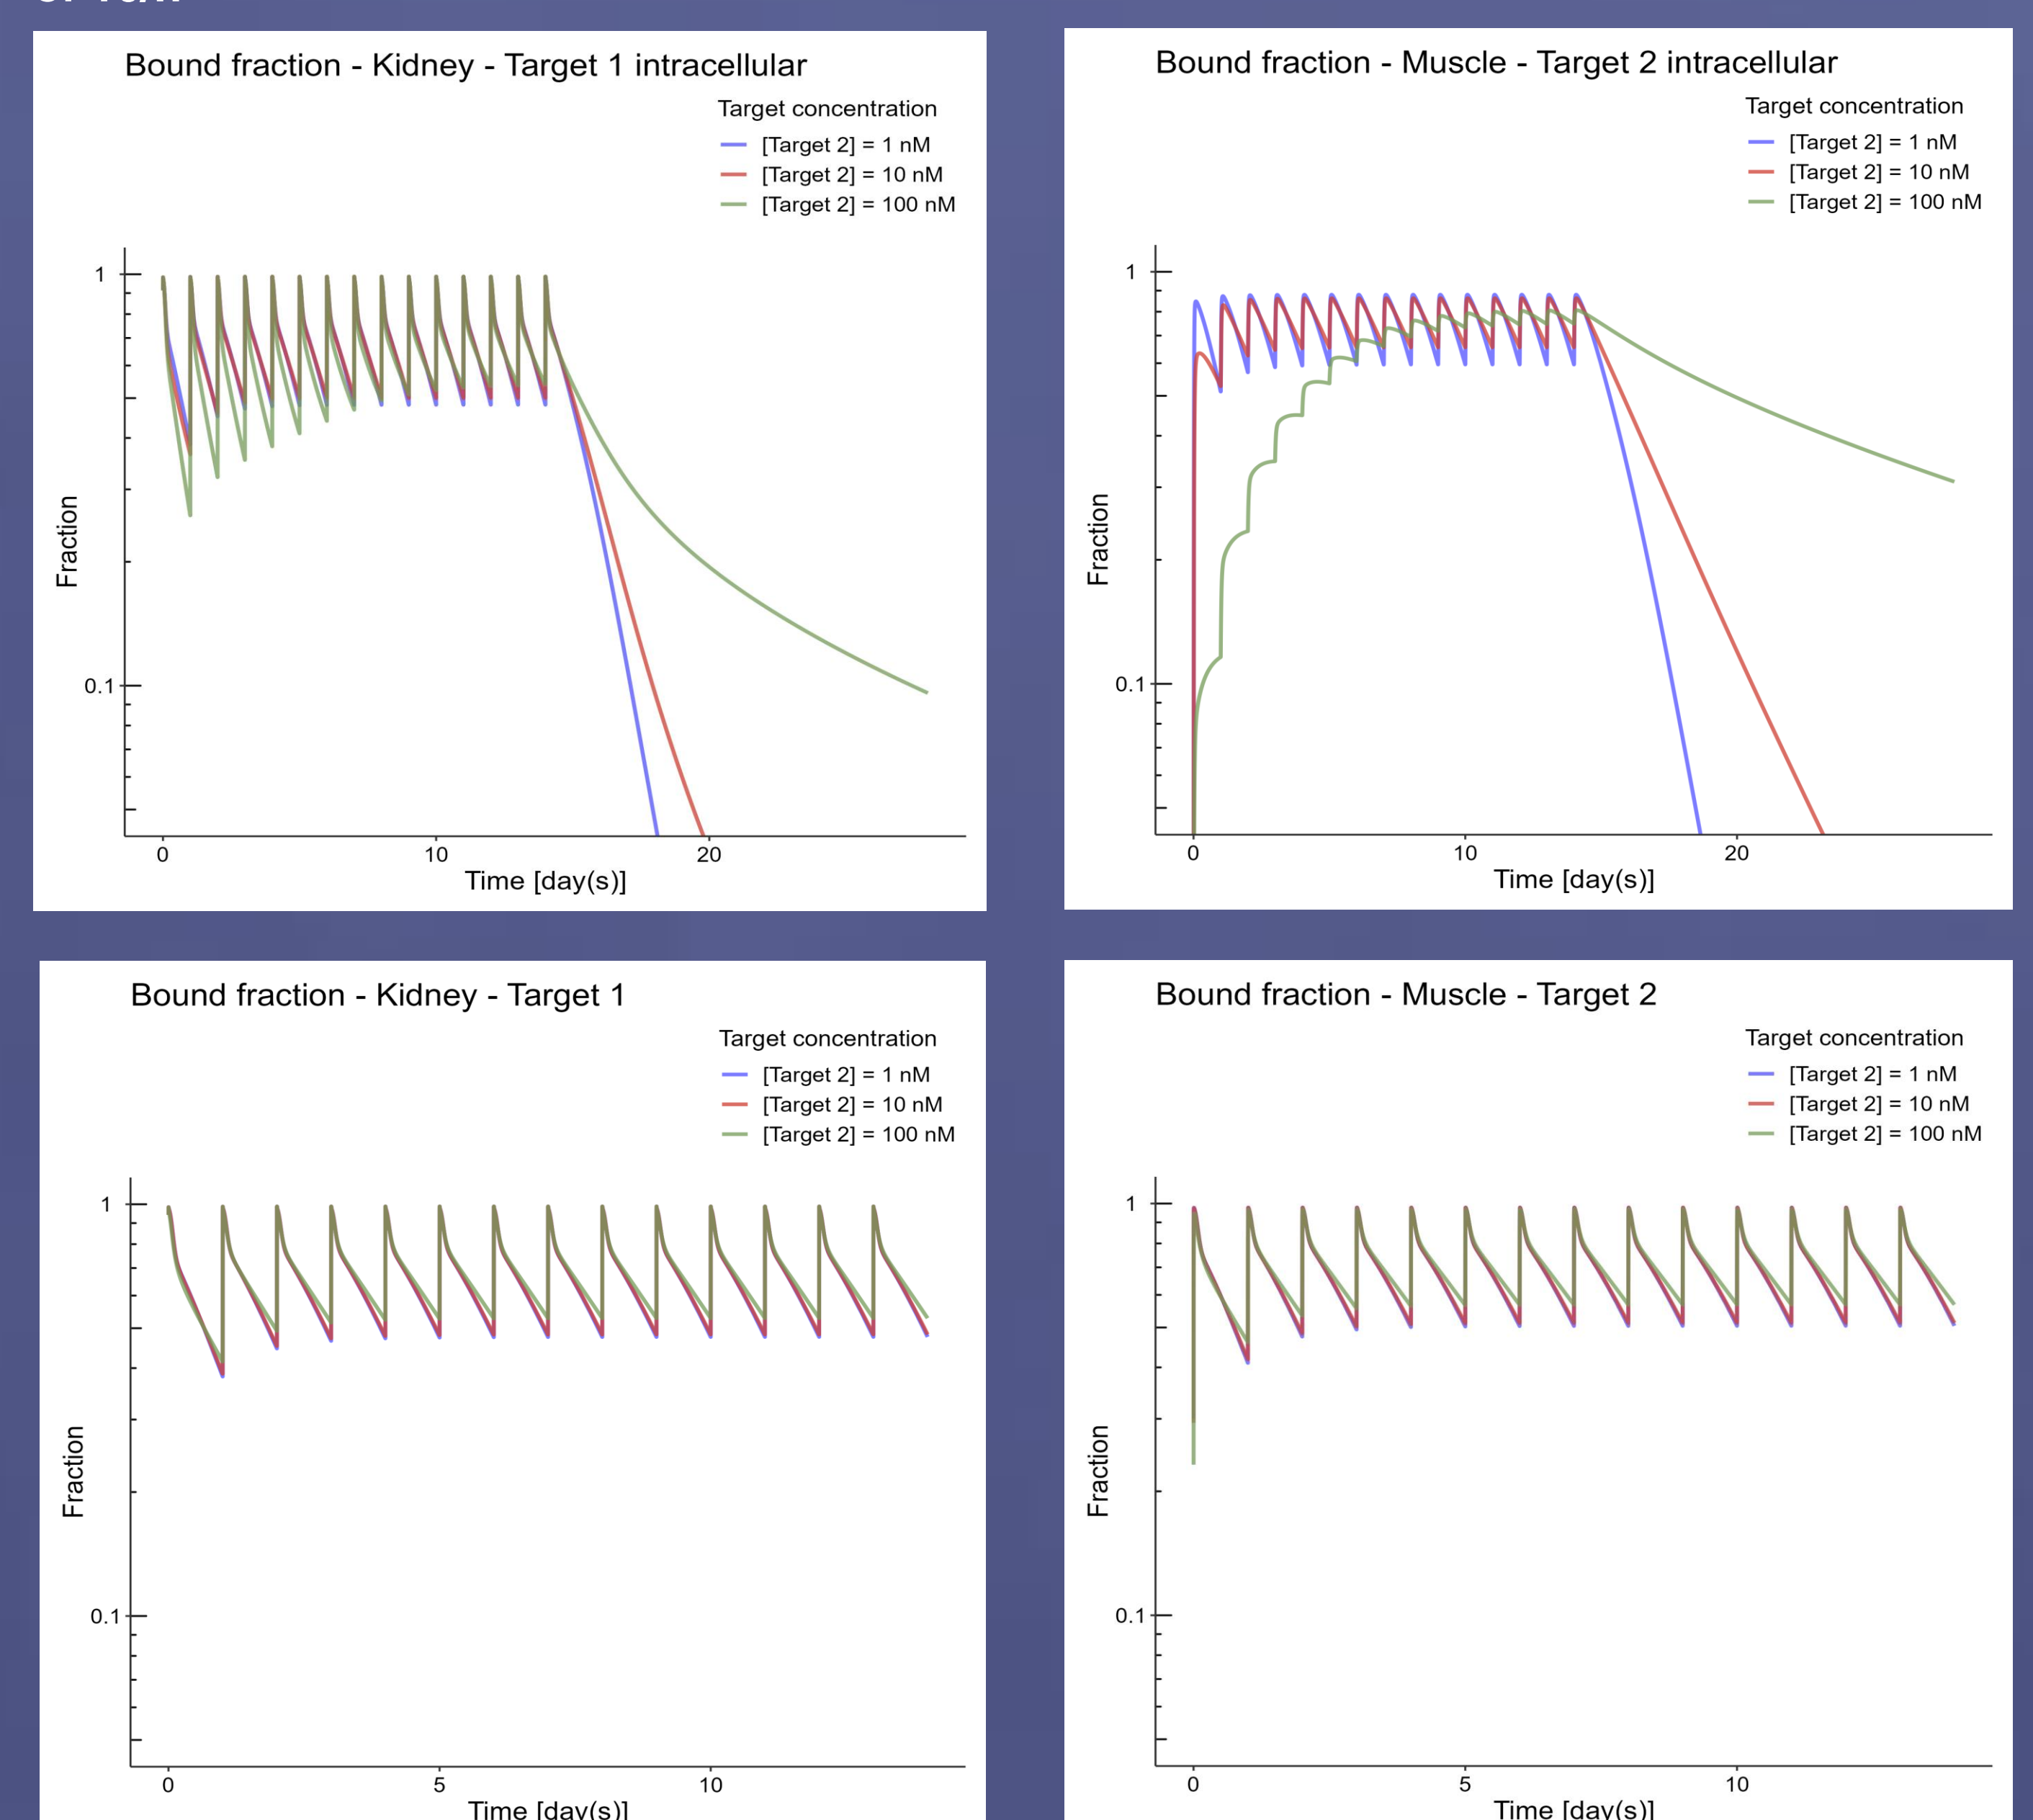 Bound fraction - Kidney - Target 1 intracellular
Target concentration
[Target 2] = 1 nM
[Target 2] = 10 nM
[Target 2] = 100 nM
1
0.1
Fraction
0
10
20
Time [day(s)]
Bound fraction - Muscle - Target 2 intracellular
Target concentration
[Target 2] = 1 nM
[Target 2] = 10 nM
[Target 2] = 100 nM
1
0.1
Fraction
0
10
20
Time [day(s)]
Bound fraction - Kidney - Target 1
Target concentration
[Target 2] = 1 nM
[Target 2] = 10 nM
[Target 2] = 100 nM
1
0.1
Fraction
0
5
10
Time [day(s)]
Bound fraction - Muscle - Target 2
Target concentration
[Target 2] = 1 nM
[Target 2] = 10 nM
[Target 2] = 100 nM
1
0.1
Fraction
0
5
10
Time [day(s)]